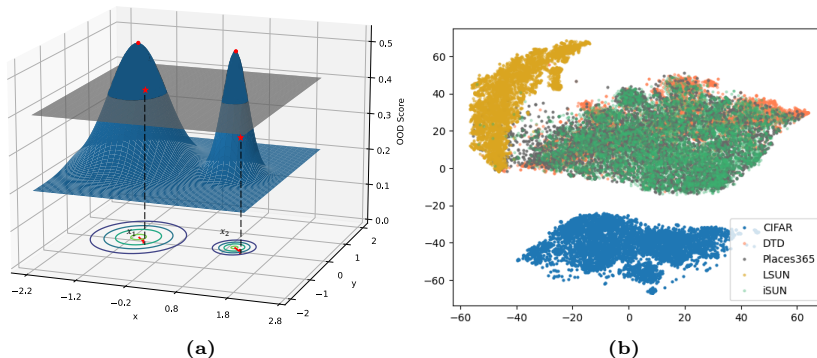 0.5
0.4
0.3
0.2
0.1
0.0
OOD Score
x₁
x₂
2
1
0
−1
−2
y
−2.2
−1.2
−0.2
0.8
1.8
2.8
x
(a)
60
40
20
0
−20
−40
−60
−60
−40
−20
0
20
40
60
CIFAR
DTD
Places365
LSUN
iSUN
(b)